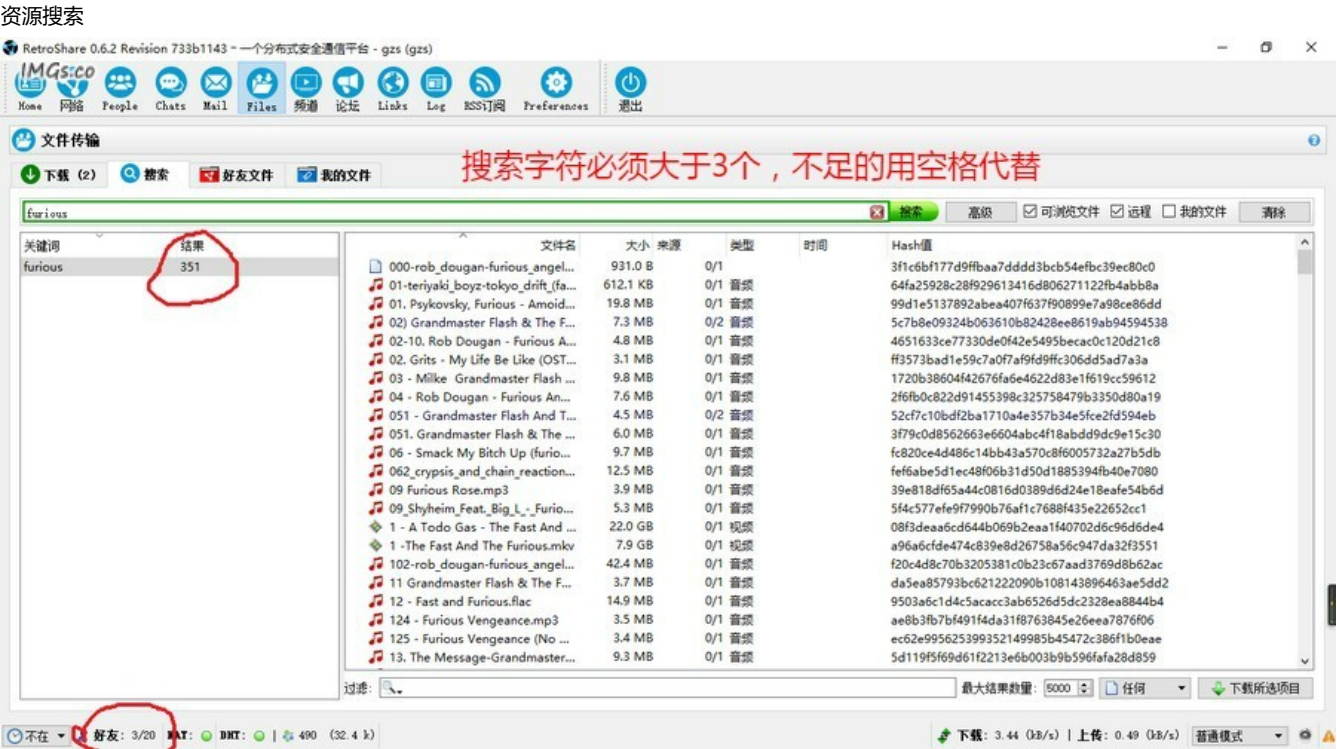 资源搜索
RetroShare 0.6.2 Revision 733b1143 - 一个分布式安全通信平台 - gzs (gzs)
IMGs.co
Home 网络 People Chats Mail Files 频道 论坛 Links Log RSS订阅 Preferences 退出
文件传输
下载 (2) 搜索 好友文件 我的文件
搜索字符必须大于3个，不足的用空格代替
furious 搜索 高级 可浏览文件 远程 我的文件 清除
关键词 结果 文件名 大小 来源 类型 时间 Hash值
furious 351
000-rob_dougan-furious_angel... 931.0 B 0/1 3f1c6bf177d9ffbaa7dddd3bcb54efbc39ec80c0
01-teriyaki_boyz-tokyo_drift_(fa... 612.1 KB 0/1 音频 64fa25928c28f929613416d806271122fb4abb8a
01. Psykovsky, Furious - Amoid... 19.8 MB 0/1 音频 99d1e5137892abea407f637f90899e7a98ce86dd
02) Grandmaster Flash & The F... 7.3 MB 0/2 音频 5c7b8e09324b063610b82428ee8619ab94594538
02-10. Rob Dougan - Furious A... 4.8 MB 0/1 音频 4651633ce77330de0f42e5495becac0c120d21c8
02. Grits - My Life Be Like (OST... 3.1 MB 0/1 音频 ff3573bad1e59c7a0f7af9fd9ffc306dd5ad7a3a
03 - Milke Grandmaster Flash ... 9.8 MB 0/1 音频 1720b38604f42676fa6e4622d83e1f619cc59612
04 - Rob Dougan - Furious An... 7.6 MB 0/1 音频 2f6fb0c822d91455398c325758479b3350d80a19
051 - Grandmaster Flash And T... 4.5 MB 0/2 音频 52cf7c10bdf2ba1710a4e357b34e5fce2fd594eb
051. Grandmaster Flash & The ... 6.0 MB 0/1 音频 3f79c0d8562663e6604abc4f18abdd9dc9e15c30
06 - Smack My Bitch Up (furio... 9.7 MB 0/1 音频 fc820ce4d486c14bb43a570c8f6005732a27b5db
062_crypsis_and_chain_reaction... 12.5 MB 0/1 音频 fef6abe5d1ec48f06b31d50d1885394fb40e7080
09 Furious Rose.mp3 3.9 MB 0/1 音频 39e818df65a44c0816d0389d6d24e18eafe54b6d
09_Shyheim_Feat._Big_L_-_Furio... 5.3 MB 0/1 音频 5f4c577efe9f7990b76af1c7688f435e22652cc1
1 - A Todo Gas - The Fast And ... 22.0 GB 0/1 视频 08f3deaa6cd644b069b2eaa1f40702d6c96d6de4
1 -The Fast And The Furious.mkv 7.9 GB 0/1 视频 a96a6cfde474c839e8d26758a56c947da32f3551
102-rob_dougan-furious_angel... 42.4 MB 0/1 音频 f20c4d8c70b3205381c0b23c67aad3769d8b62ac
11 Grandmaster Flash & The F... 3.7 MB 0/1 音频 da5ea85793bc621222090b108143896463ae5dd2
12 - Fast and Furious.flac 14.9 MB 0/1 音频 9503a6c1d4c5acacc3ab6526d5dc2328ea8844b4
124 - Furious Vengeance.mp3 3.5 MB 0/1 音频 ae8b3fb7bf491f4da31f8763845e26eea7876f06
125 - Furious Vengeance (No ... 3.4 MB 0/1 音频 ec62e995625399352149985b45472c386f1b0eae
13. The Message-Grandmaster... 9.3 MB 0/1 音频 5d119f5f69d61f2213e6b003b9b596fafa28d859
过滤: 最大结果数量: 5000 任何 下载所选项目
不在 好友: 3/20 NAT: DHT: | 490 (32.4 k) 下载: 3.44 (kB/s) | 上传: 0.49 (kB/s) 普通模式